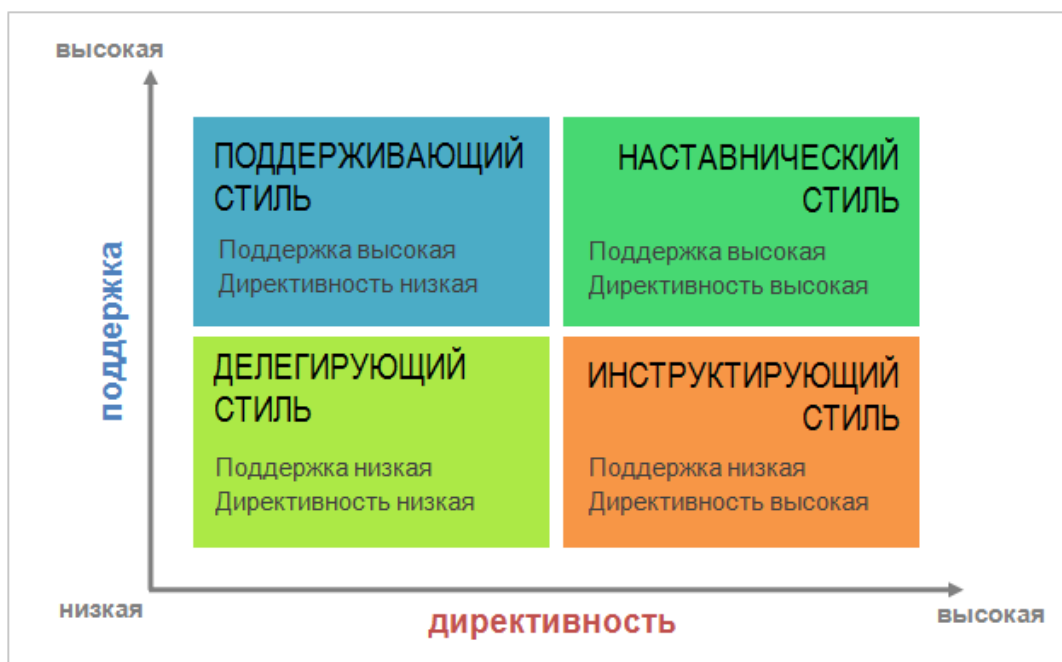 высокая
ПОДДЕРЖИВАЮЩИЙ
СТИЛЬ
Поддержка высокая
Директивность низкая
НАСТАВНИЧЕСКИЙ
СТИЛЬ
Поддержка высокая
Директивность высокая
поддержка
ДЕЛЕГИРУЮЩИЙ
СТИЛЬ
Поддержка низкая
Директивность низкая
ИНСТРУКТИРУЮЩИЙ
СТИЛЬ
Поддержка низкая
Директивность высокая
низкая
директивность
высокая